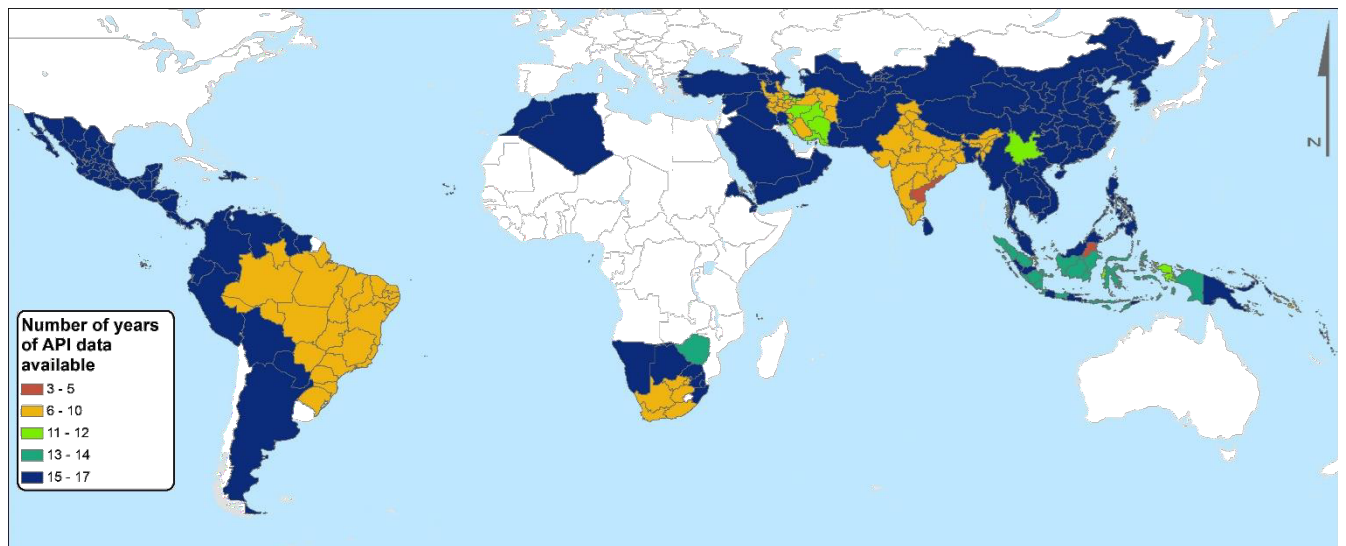 Number of years
of API data
available
3 - 5
6 - 10
11 - 12
13 - 14
15 - 17
N